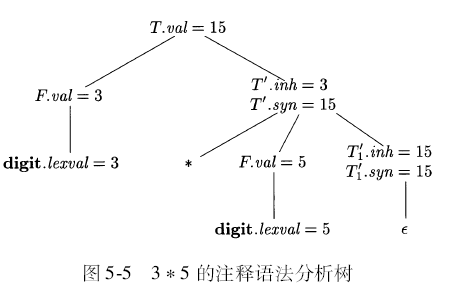 T.val = 15
F.val = 3
T′.inh = 3
T′.syn = 15
digit.lexval = 3
*
F.val = 5
T′₁.inh = 15
T′₁.syn = 15
digit.lexval = 5
ϵ
图 5-5 3 * 5 的注释语法分析树